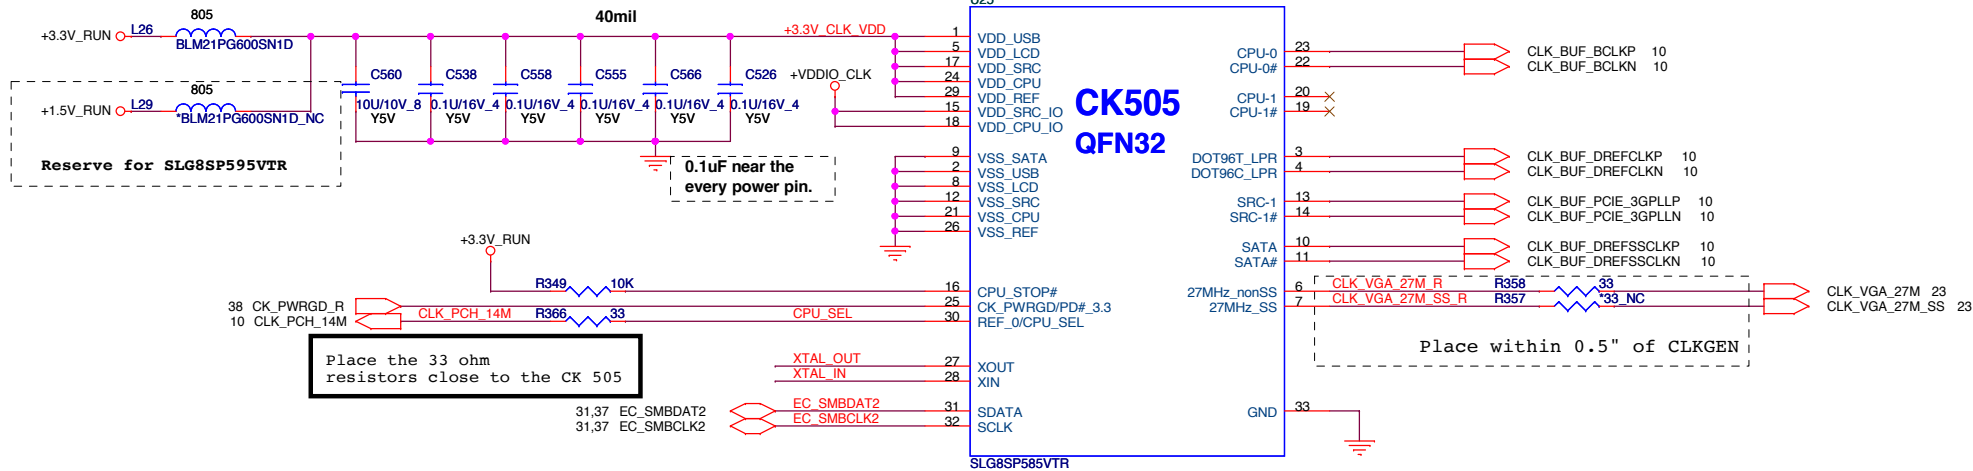 U25
805
40mil
+3.3V_RUN L26 BLM21PG600SN1D +3.3V_CLK_VDD
C560 C538 C558 C555 C566 C526 +VDDIO_CLK
10U/10V_8 0.1U/16V_4 0.1U/16V_4 0.1U/16V_4 0.1U/16V_4 0.1U/16V_4
Y5V Y5V Y5V Y5V Y5V Y5V
805
+1.5V_RUN L29 *BLM21PG600SN1D_NC
Reserve for SLG8SP595VTR
0.1uF near the
every power pin.
CK505
QFN32
1 VDD_USB
5 VDD_LCD
17 VDD_SRC
24 VDD_CPU
29 VDD_REF
15 VDD_SRC_IO
18 VDD_CPU_IO
9 VSS_SATA
2 VSS_USB
8 VSS_LCD
12 VSS_SRC
21 VSS_CPU
26 VSS_REF
+3.3V_RUN
R349 10K 16 CPU_STOP#
38 CK_PWRGD_R 25 CK_PWRGD/PD#_3.3
10 CLK_PCH_14M CLK_PCH_14M R366 33 CPU_SEL 30 REF_0/CPU_SEL
Place the 33 ohm
resistors close to the CK 505
XTAL_OUT 27 XOUT
XTAL_IN 28 XIN
31,37 EC_SMBDAT2 EC_SMBDAT2 31 SDATA
31,37 EC_SMBCLK2 EC_SMBCLK2 32 SCLK
CPU-0 23 CLK_BUF_BCLKP 10
CPU-0# 22 CLK_BUF_BCLKN 10
CPU-1 20
CPU-1# 19
DOT96T_LPR 3 CLK_BUF_DREFCLKP 10
DOT96C_LPR 4 CLK_BUF_DREFCLKN 10
SRC-1 13 CLK_BUF_PCIE_3GPLLP 10
SRC-1# 14 CLK_BUF_PCIE_3GPLLN 10
SATA 10 CLK_BUF_DREFSSCLKP 10
SATA# 11 CLK_BUF_DREFSSCLKN 10
27MHz_nonSS 6 CLK_VGA_27M_R R358 33 CLK_VGA_27M 23
27MHz_SS 7 CLK_VGA_27M_SS_R R357 *33_NC CLK_VGA_27M_SS 23
Place within 0.5" of CLKGEN
GND 33
SLG8SP585VTR